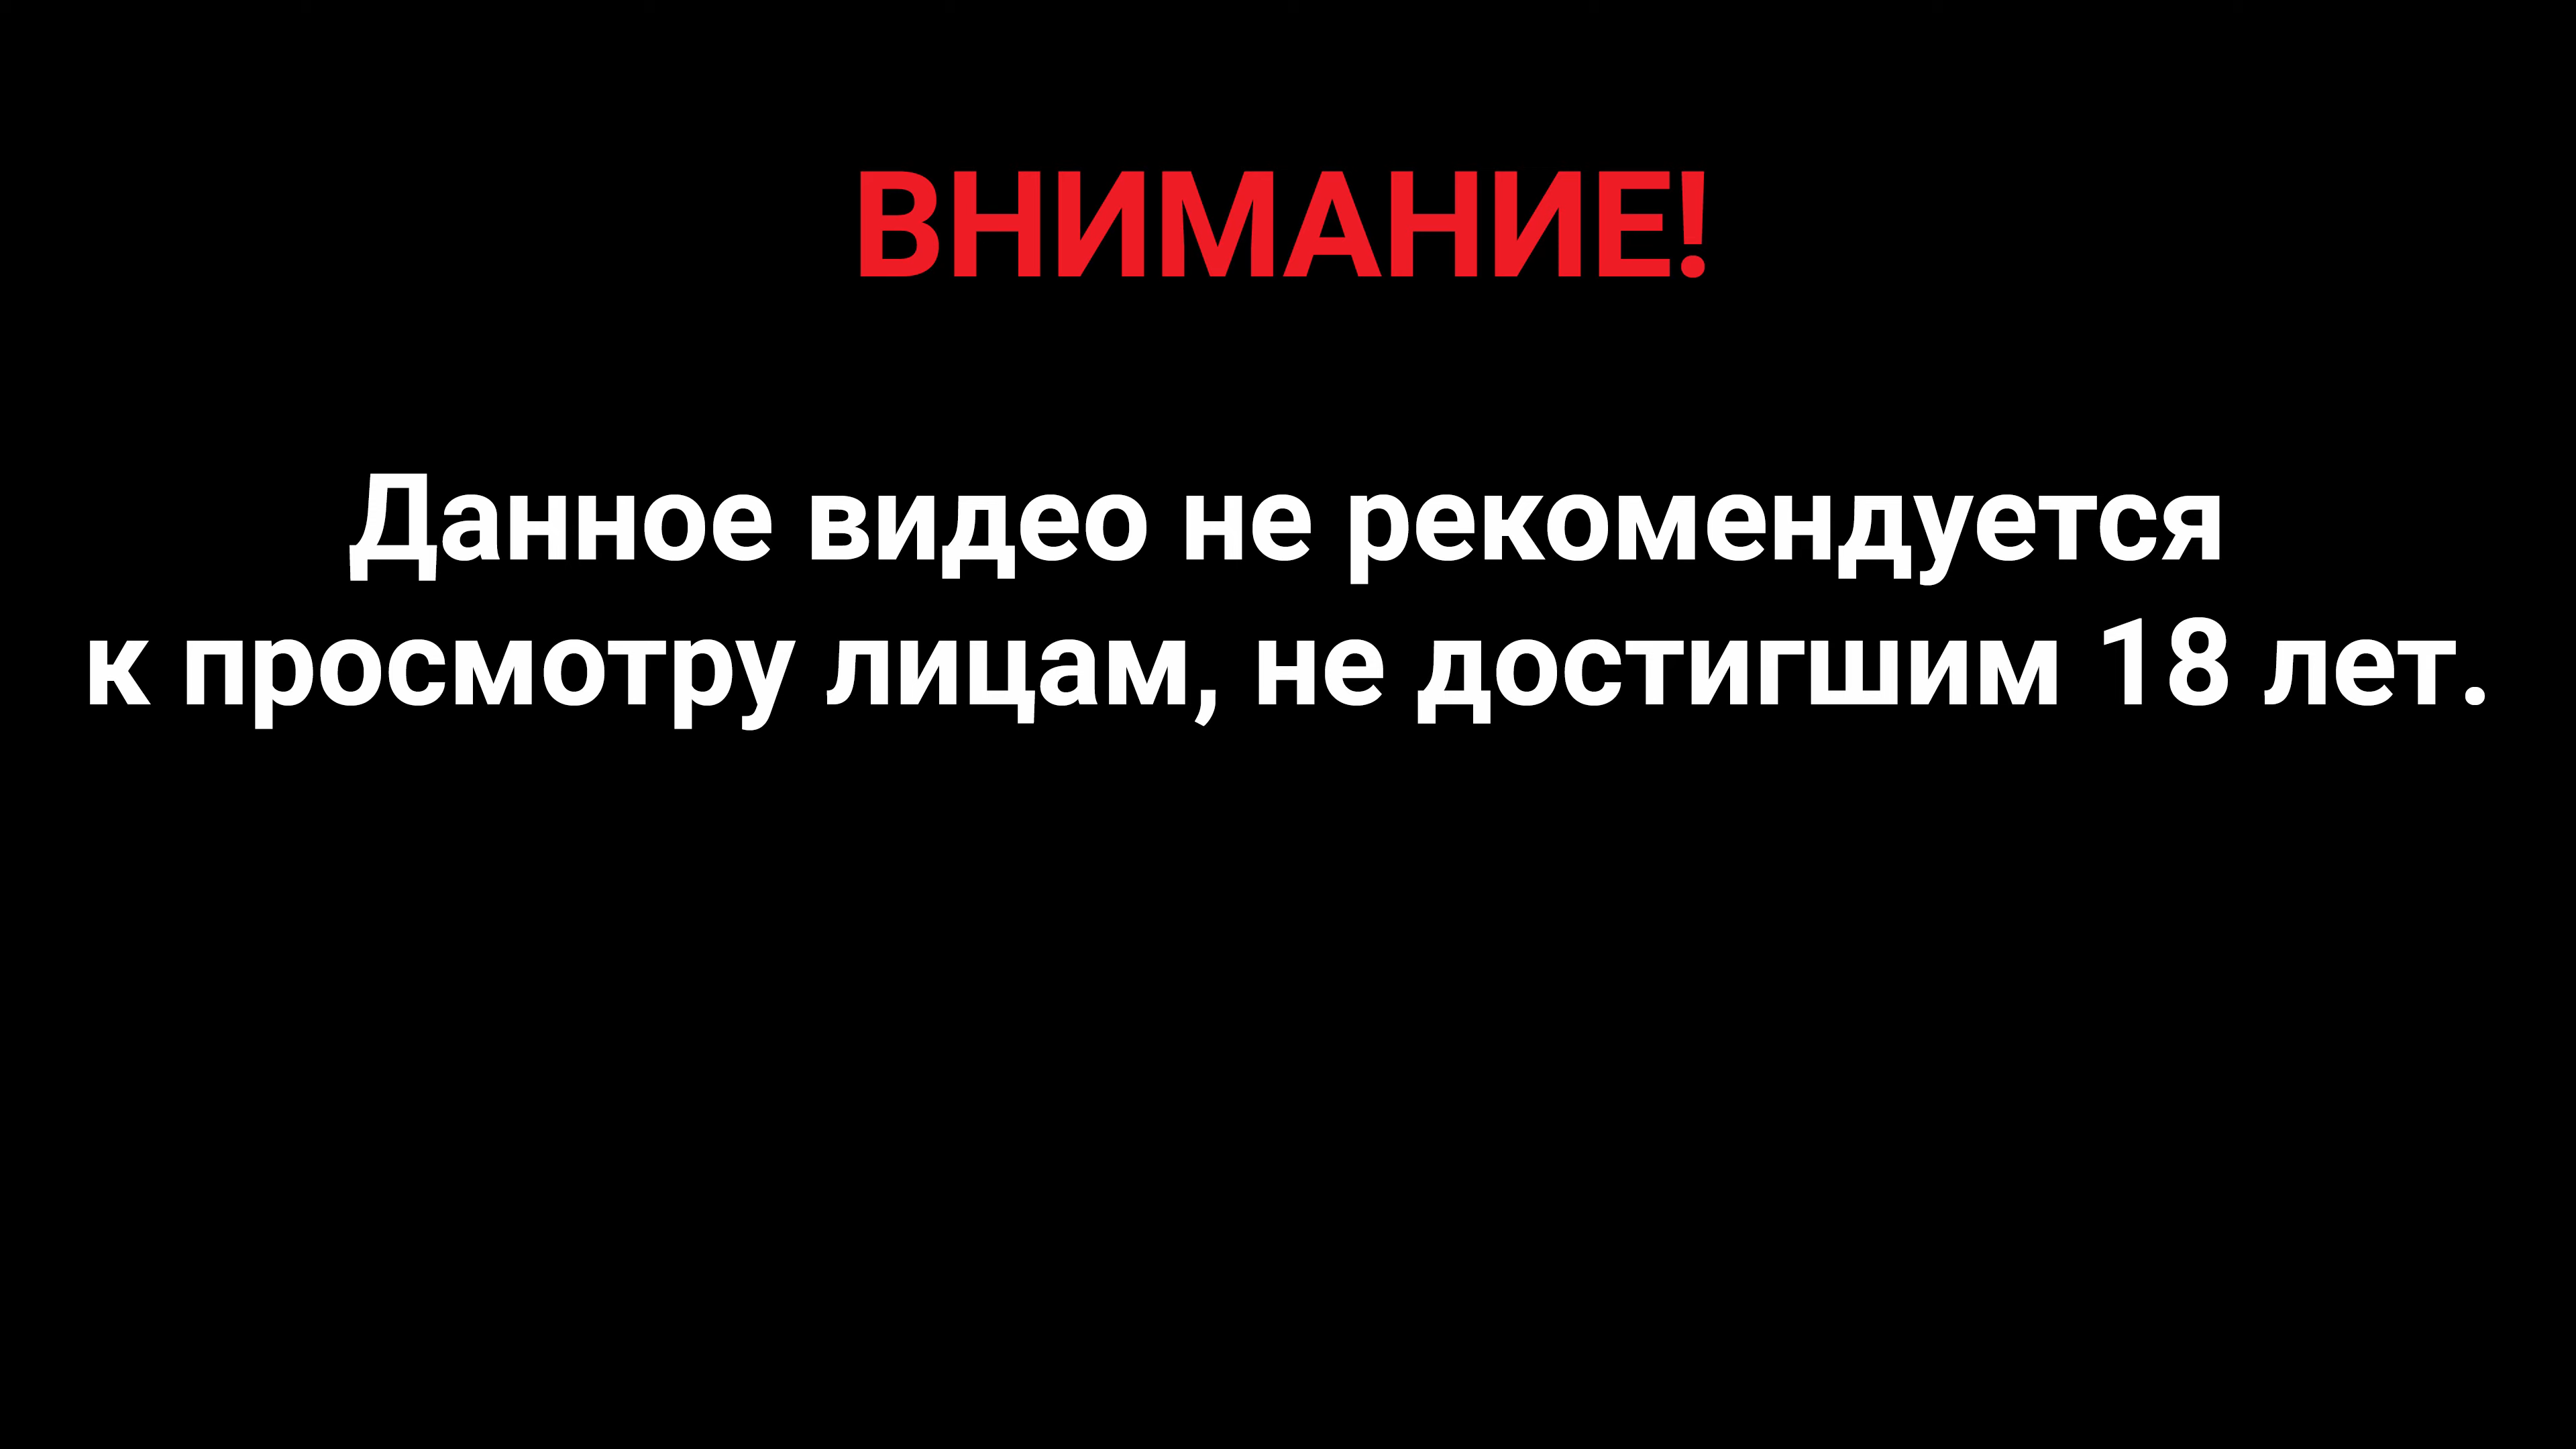 ВНИМАНИЕ!
Данное видео не рекомендуется
к просмотру лицам, не достигшим 18 лет.